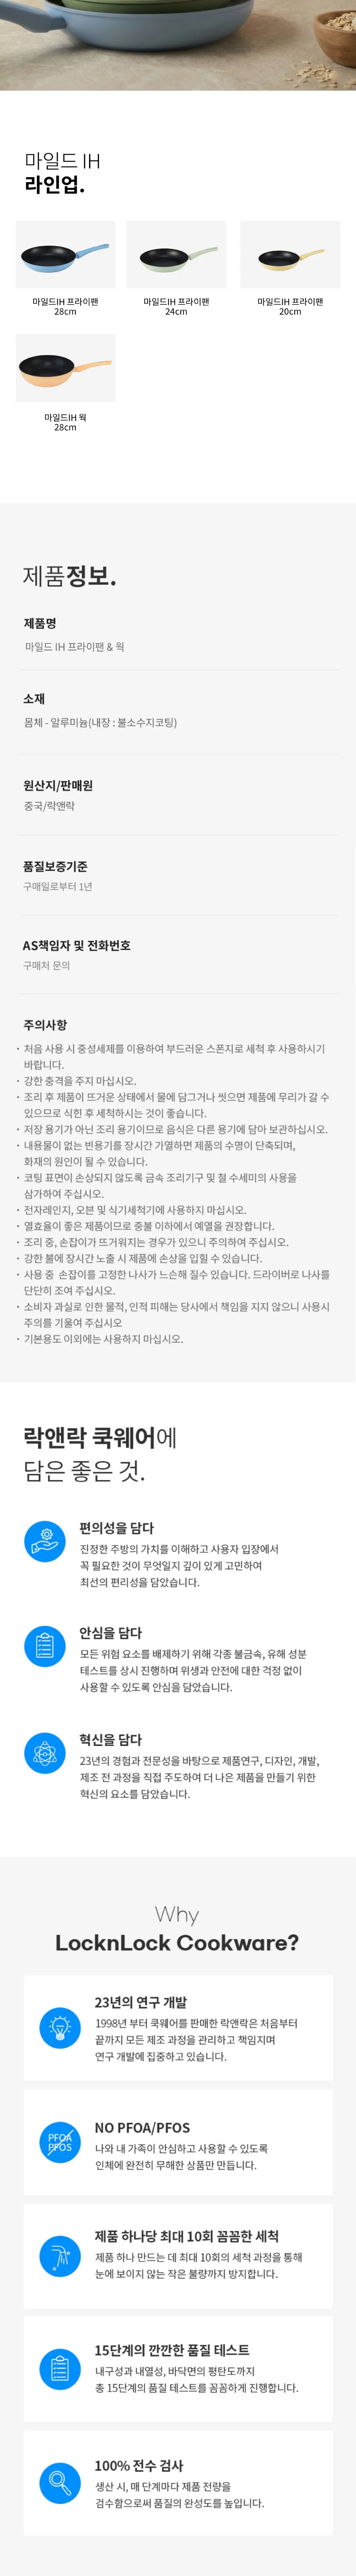 마일드 IH
라인업.
마일드IH 프라이팬
28cm
마일드IH 프라이팬
24cm
마일드IH 프라이팬
20cm
마일드IH 웍
28cm
제품정보.
제품명
마일드 IH 프라이팬 & 웍
소재
몸체 - 알루미늄(내장 : 불소수지코팅)
원산지/판매원
중국/락앤락
품질보증기준
구매일로부터 1년
AS책임자 및 전화번호
구매처 문의
주의사항
· 처음 사용 시 중성세제를 이용하여 부드러운 스폰지로 세척 후 사용하시기
바랍니다.
· 강한 충격을 주지 마십시오.
· 조리 후 제품이 뜨거운 상태에서 물에 담그거나 씻으면 제품에 무리가 갈 수
있으므로 식힌 후 세척하시는 것이 좋습니다.
· 저장 용기가 아닌 조리 용기이므로 음식은 다른 용기에 담아 보관하십시오.
· 내용물이 없는 빈용기를 장시간 가열하면 제품의 수명이 단축되며,
화재의 원인이 될 수 있습니다.
· 코팅 표면이 손상되지 않도록 금속 조리기구 및 철 수세미의 사용을
삼가하여 주십시오.
· 전자레인지, 오븐 및 식기세척기에 사용하지 마십시오.
· 열효율이 좋은 제품이므로 중불 이하에서 예열을 권장합니다.
· 조리 중, 손잡이가 뜨거워지는 경우가 있으니 주의하여 주십시오.
· 강한 불에 장시간 노출 시 제품에 손상을 입힐 수 있습니다.
· 사용 중 손잡이를 고정한 나사가 느슨해 질수 있습니다. 드라이버로 나사를
단단히 조여 주십시오.
· 소비자 과실로 인한 물적, 인적 피해는 당사에서 책임을 지지 않으니 사용시
주의를 기울여 주십시오
· 기본용도 이외에는 사용하지 마십시오.
락앤락 쿡웨어에
담은 좋은 것.
편의성을 담다
진정한 주방의 가치를 이해하고 사용자 입장에서
꼭 필요한 것이 무엇일지 깊이 있게 고민하여
최선의 편리성을 담았습니다.
안심을 담다
모든 위험 요소를 배제하기 위해 각종 불금속, 유해 성분
테스트를 상시 진행하며 위생과 안전에 대한 걱정 없이
사용할 수 있도록 안심을 담았습니다.
혁신을 담다
23년의 경험과 전문성을 바탕으로 제품연구, 디자인, 개발,
제조 전 과정을 직접 주도하여 더 나은 제품을 만들기 위한
혁신의 요소를 담았습니다.
Why
LocknLock Cookware?
23년의 연구 개발
1998년 부터 쿡웨어를 판매한 락앤락은 처음부터
끝까지 모든 제조 과정을 관리하고 책임지며
연구 개발에 집중하고 있습니다.
PFOA
PFOS
NO PFOA/PFOS
나와 내 가족이 안심하고 사용할 수 있도록
인체에 완전히 무해한 상품만 만듭니다.
제품 하나당 최대 10회 꼼꼼한 세척
제품 하나 만드는 데 최대 10회의 세척 과정을 통해
눈에 보이지 않는 작은 불량까지 방지합니다.
15단계의 깐깐한 품질 테스트
내구성과 내열성, 바닥면의 평탄도까지
총 15단계의 품질 테스트를 꼼꼼하게 진행합니다.
100% 전수 검사
생산 시, 매 단계마다 제품 전량을
검수함으로써 품질의 완성도를 높입니다.